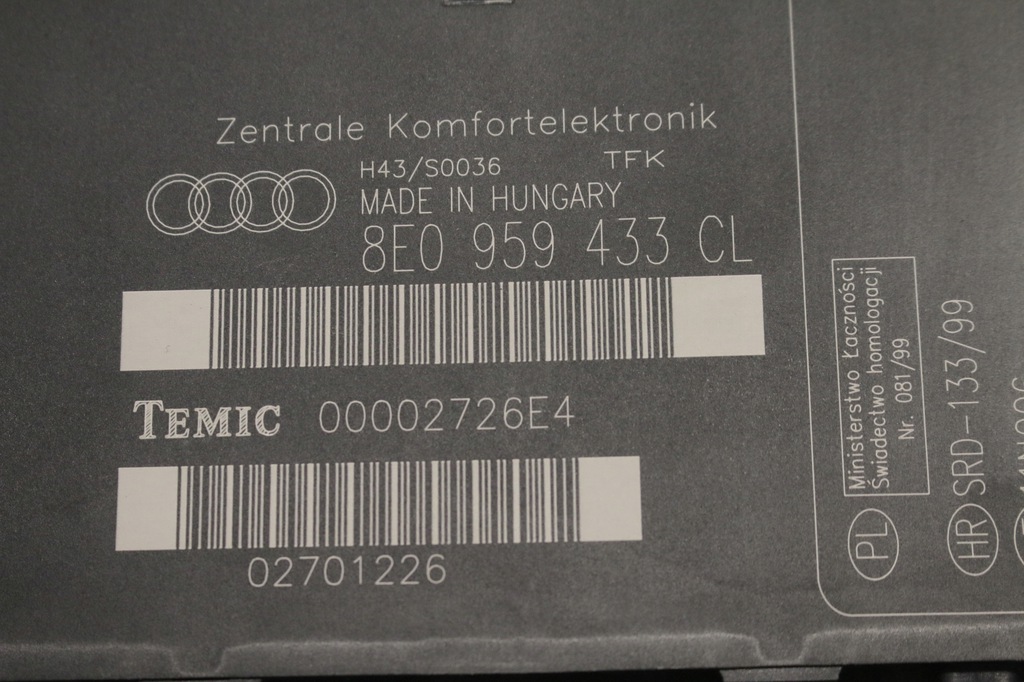 Zentrale Komfortelektronik
H43/S0036 TFK
MADE IN HUNGARY
8E0 959 433 CL
TEMIC 00002726E4
02701226
Ministerstwo Łączności
Świadectwo homologacji
Nr. 081/99
PL
HR SRD-133/99